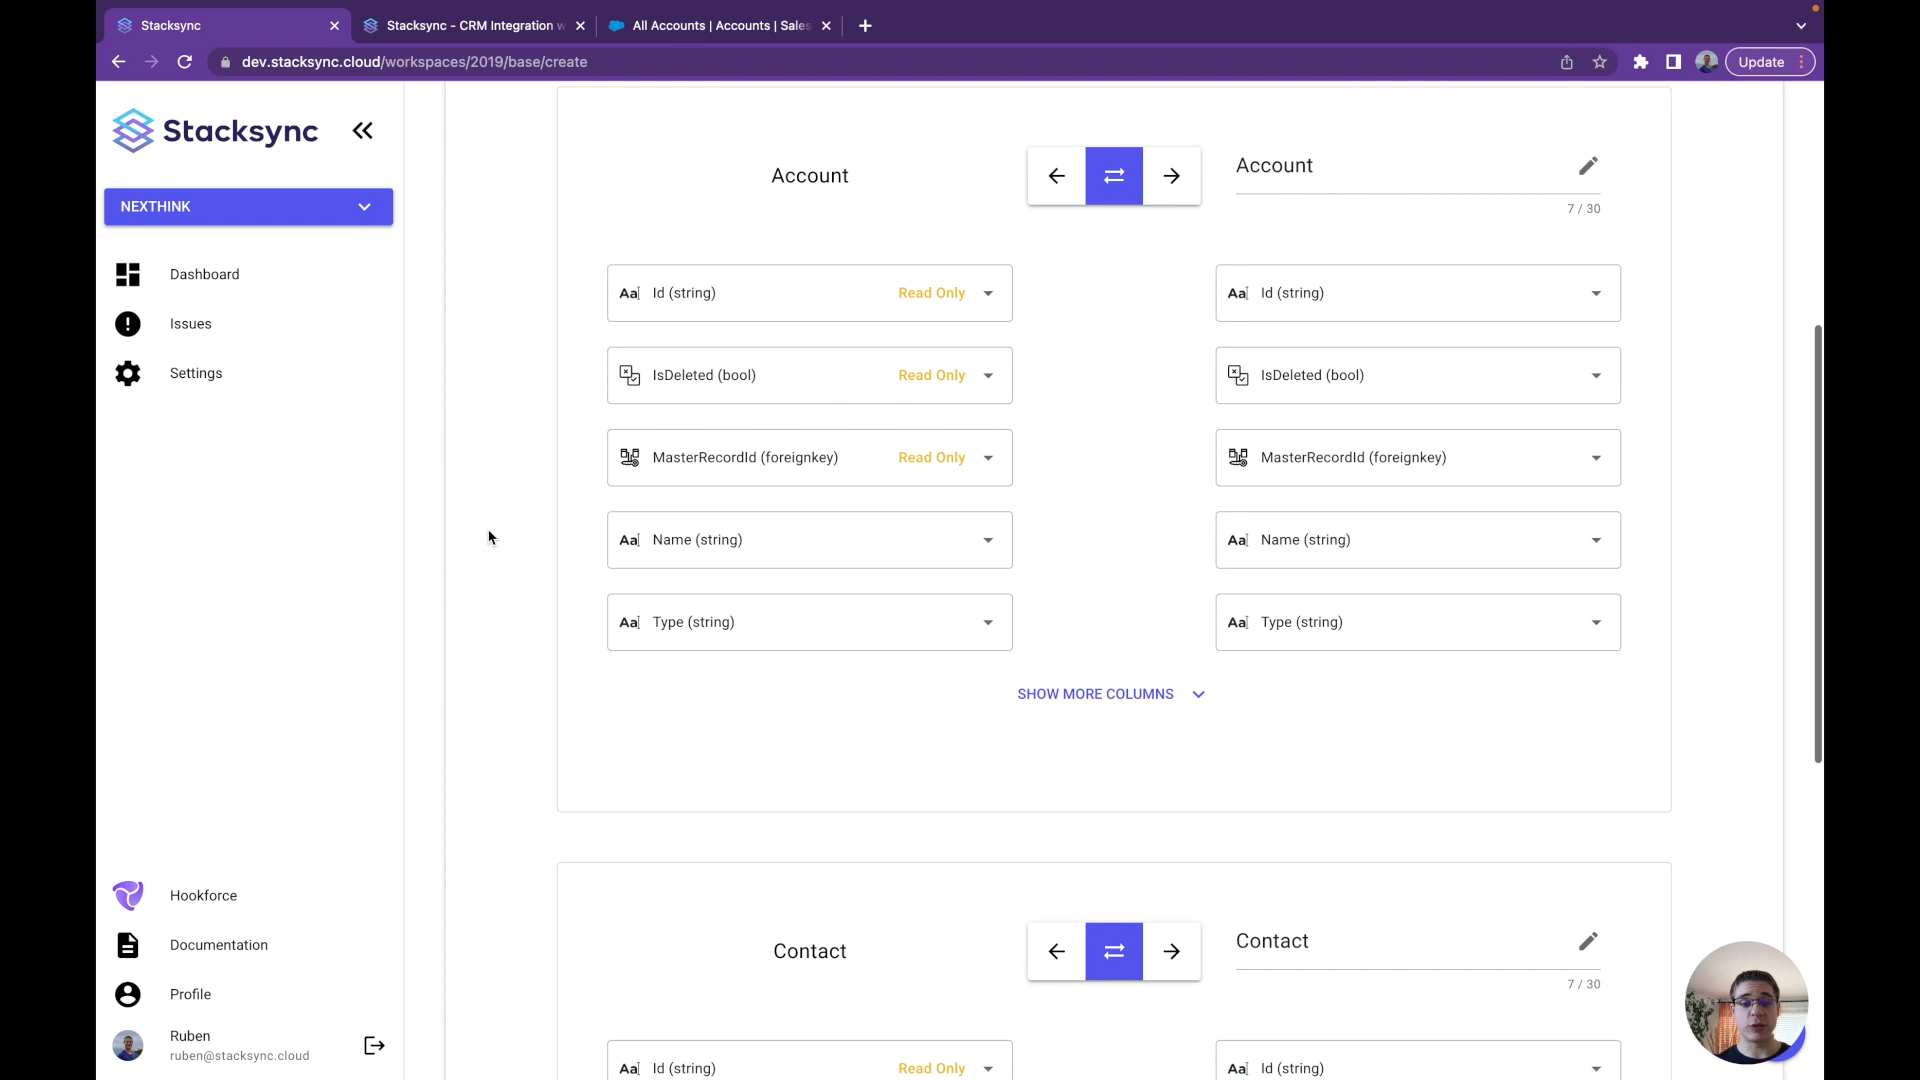 Stacksync
Stacksync - CRM Integration w
All Accounts | Accounts | Sales
dev.stacksync.cloud/workspaces/2019/base/create
Update
Stacksync
NEXTHINK
Dashboard
Issues
Settings
Hookforce
Documentation
Profile
Ruben
ruben@stacksync.cloud
Account
Account
7 / 30
Aa Id (string) Read Only
Aa Id (string)
IsDeleted (bool) Read Only
IsDeleted (bool)
MasterRecordId (foreignkey) Read Only
MasterRecordId (foreignkey)
Aa Name (string)
Aa Name (string)
Aa Type (string)
Aa Type (string)
SHOW MORE COLUMNS
Contact
Contact
7 / 30
Aa Id (string) Read Only
Aa Id (string)